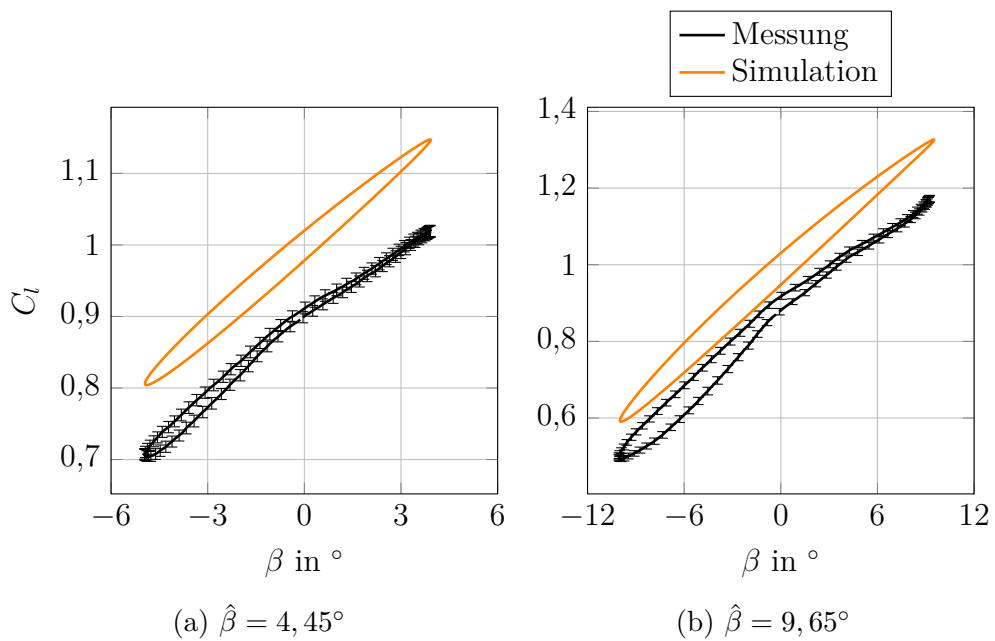 Messung
Simulation
1,1
1
0,9
0,8
0,7
C_l
−6 −3 0 3 6
β in °
(a) β̂ = 4, 45°
1,4
1,2
1
0,8
0,6
−12 −6 0 6 12
β in °
(b) β̂ = 9, 65°